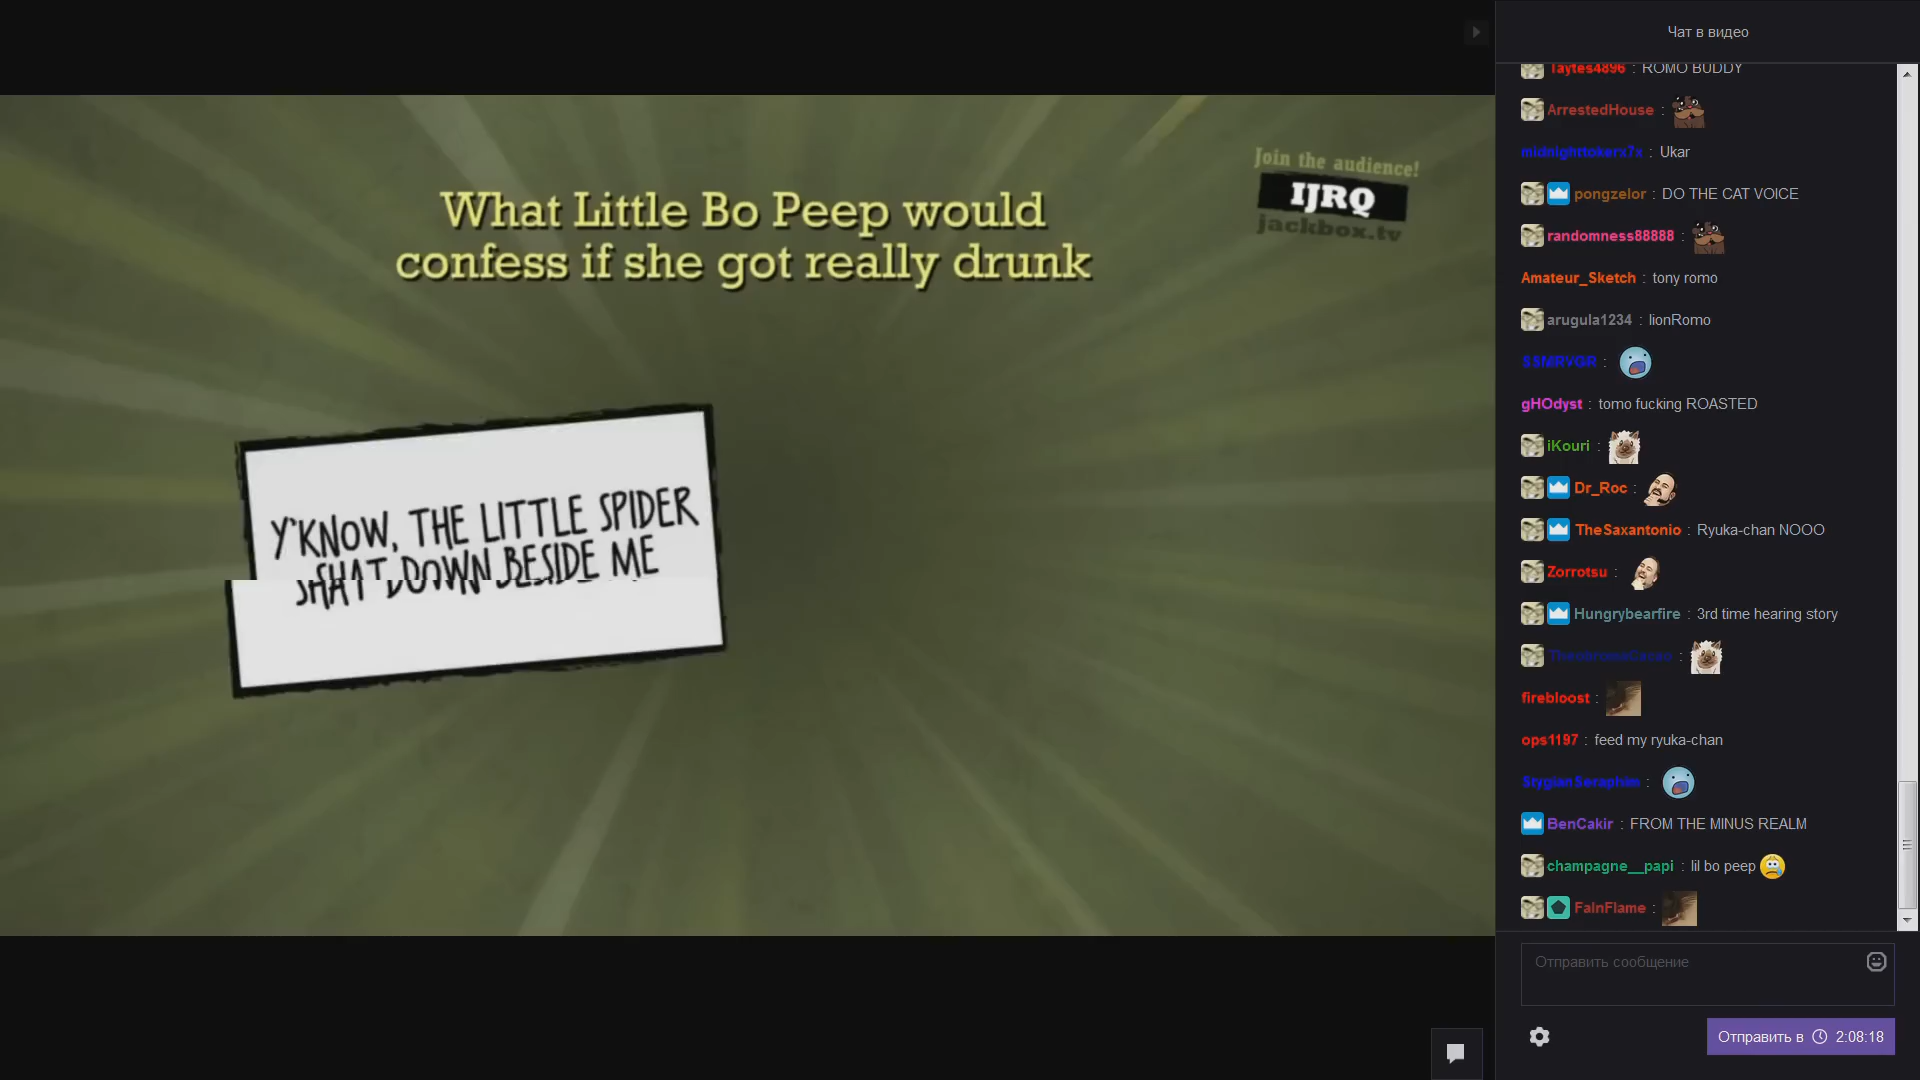 What Little Bo Peep would
confess if she got really drunk
Join the audience!
IJRQ
jackbox.tv
Y'KNOW, THE LITTLE SPIDER
SHAT DOWN BESIDE ME
Чат в видео
Taytes4896 : ROMO BUDDY
ArrestedHouse :
midnightokerx7x : Ukar
pongzelor : DO THE CAT VOICE
randomness88888 :
Amateur_Sketch : tony romo
arugula1234 : lionRomo
SSMRVGR :
gHOdyst : tomo fucking ROASTED
iKouri :
Dr_Roc :
TheSaxantonio : Ryuka-chan NOOO
Zorrotsu :
Hungrybearfire : 3rd time hearing story
firebloost :
ops1197 : feed my ryuka-chan
StygianSeraphim :
BenCakir : FROM THE MINUS REALM
champagne__papi : lil bo peep
FalnFlame :
Отправить сообщение
Отправить в 2:08:18